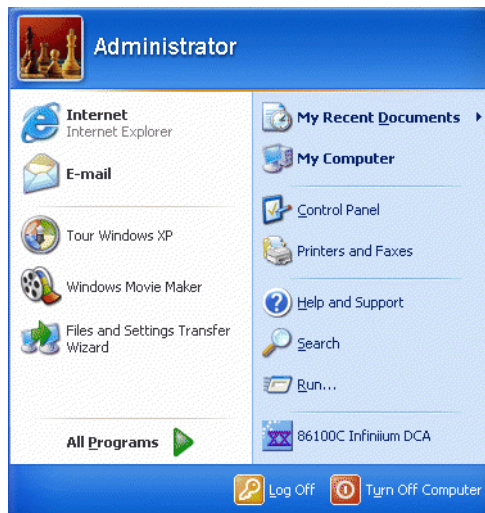 Administrator
Internet
Internet Explorer
E-mail
Tour Windows XP
Windows Movie Maker
Files and Settings Transfer
Wizard
All Programs
My Recent Documents
My Computer
Control Panel
Printers and Faxes
Help and Support
Search
Run...
86100C Infiniium DCA
Log Off
Turn Off Computer